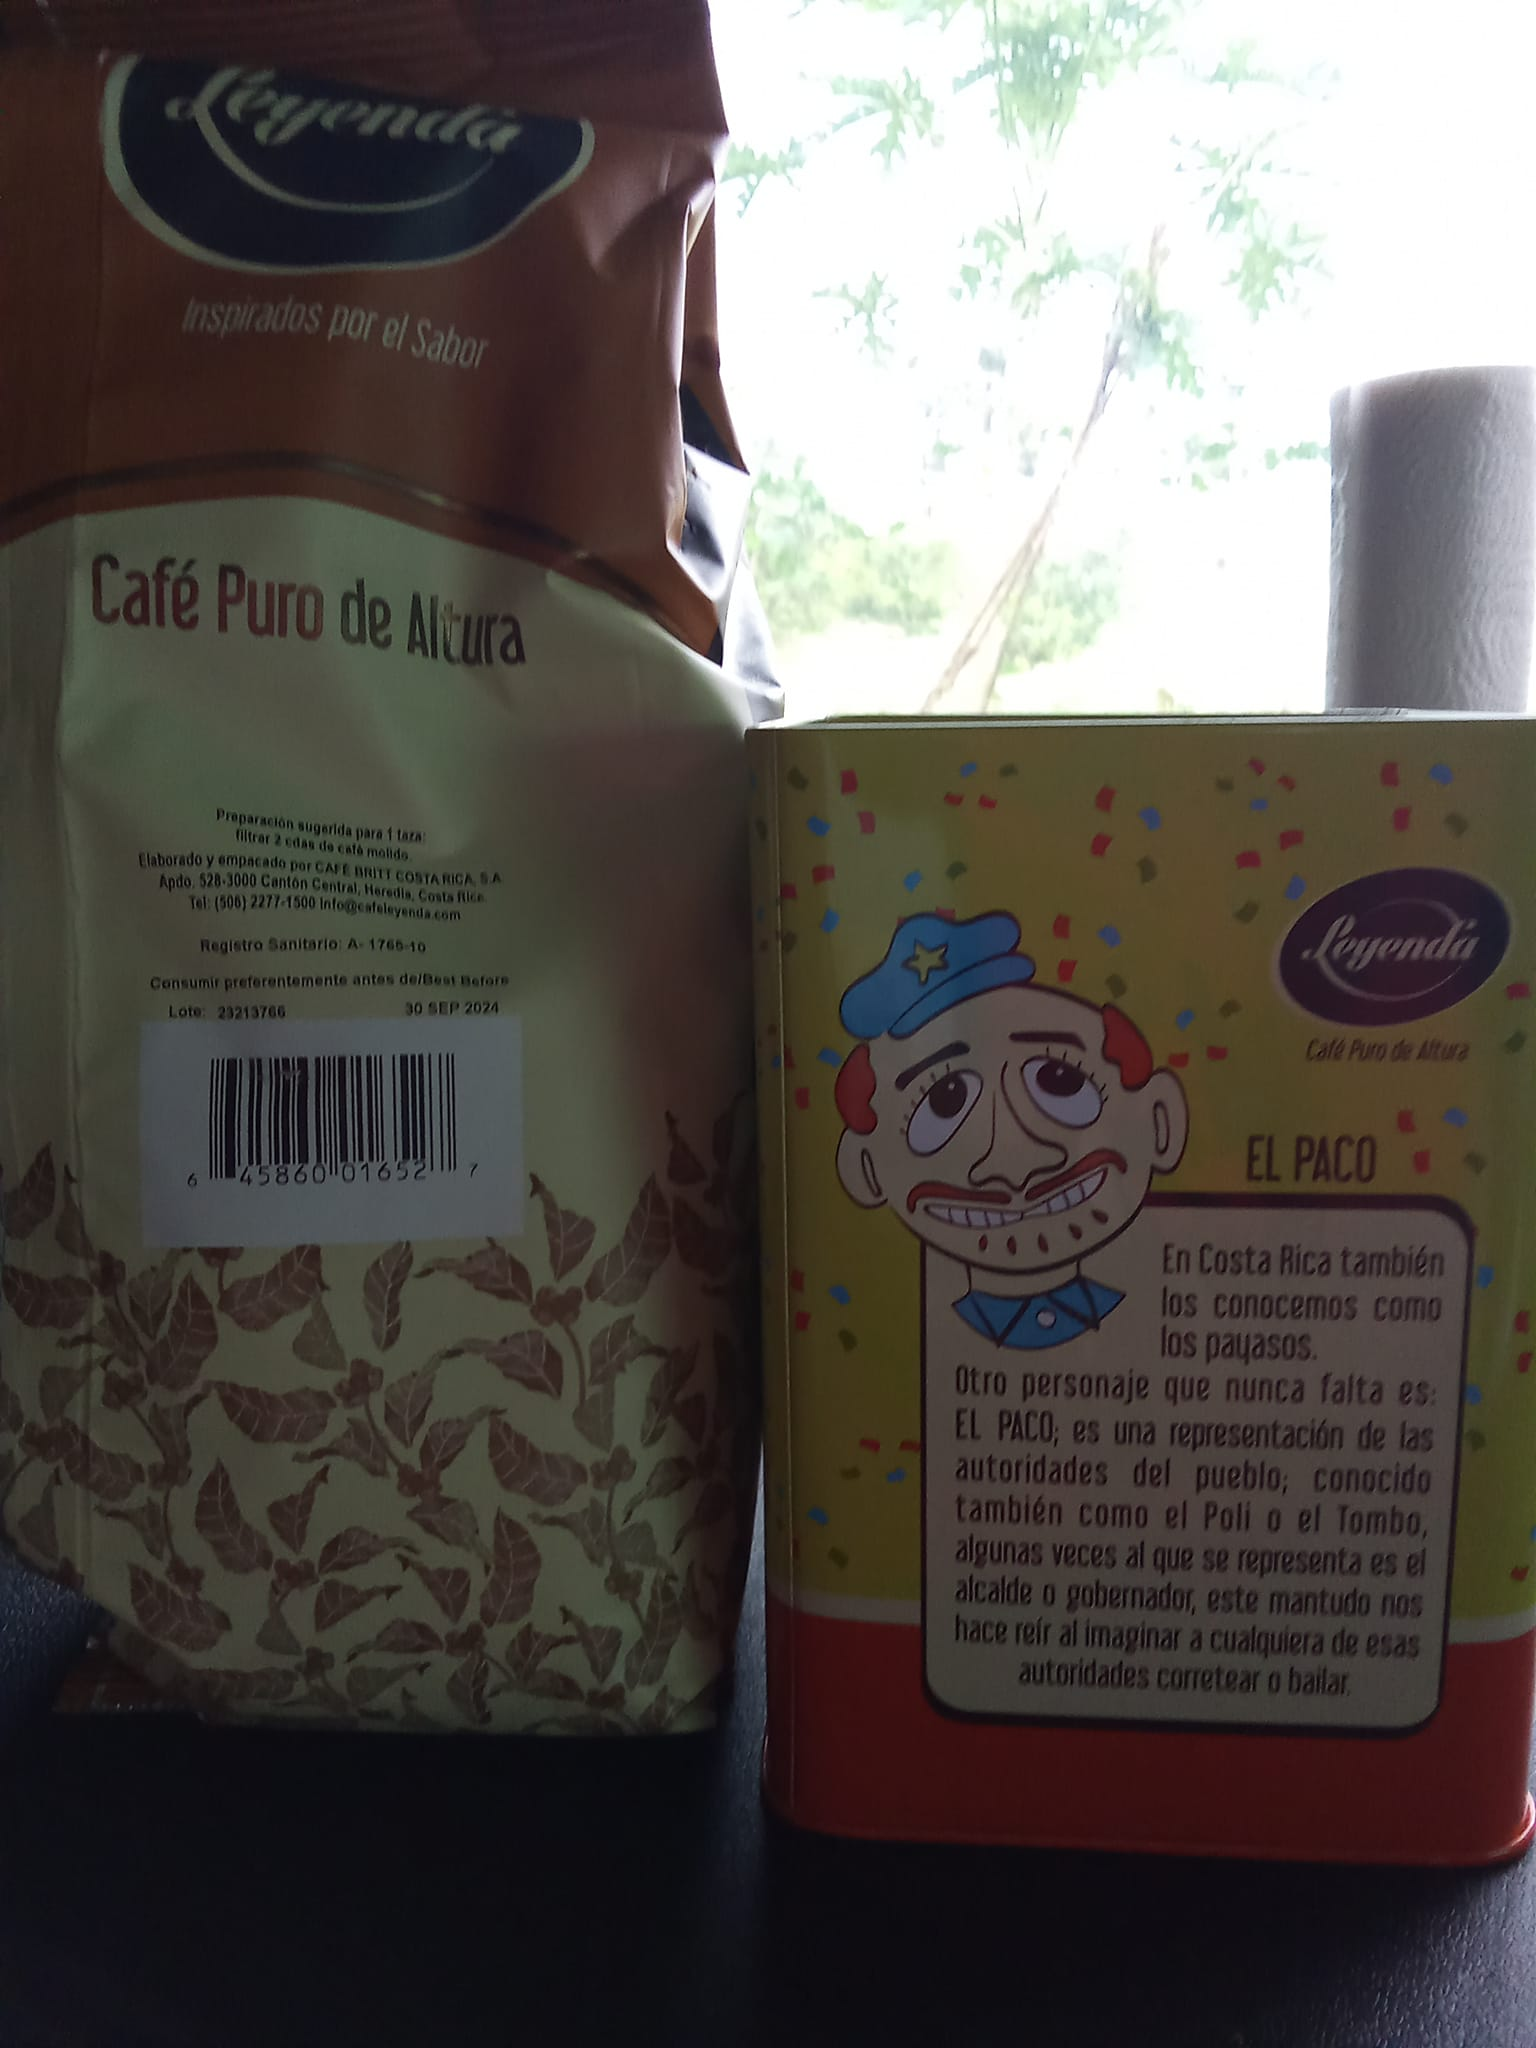 Leyenda
Inspirados por el Sabor
Café Puro de Altura
Preparación sugerida para 1 taza:
filtrar 2 cdas de café molido.
Elaborado y empacado por CAFÉ BRITT COSTA RICA, S.A
Apdo. 528-3000 Cantón Central, Heredia, Costa Rica.
Tel: (506) 2277-1500 info@cafeleyenda.com
Registro Sanitario: A- 1765-10
Consumir preferentemente antes de/Best Before
Lote: 23213766 30 SEP 2024
6 45860 01652 7
Leyenda
Café Puro de Altura
EL PACO
En Costa Rica también
los conocemos como
los payasos.
Otro personaje que nunca falta es:
EL PACO; es una representación de las
autoridades del pueblo; conocido
también como el Poli o el Tombo,
algunas veces al que se representa es el
alcalde o gobernador, este mantudo nos
hace reír al imaginar a cualquiera de esas
autoridades corretear o bailar.